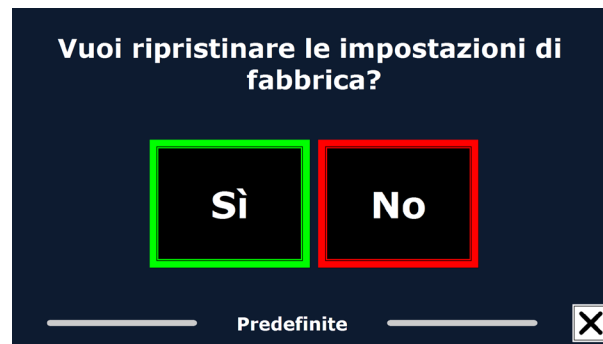 Vuoi ripristinare le impostazioni di
fabbrica?
Sì
No
Predefinite